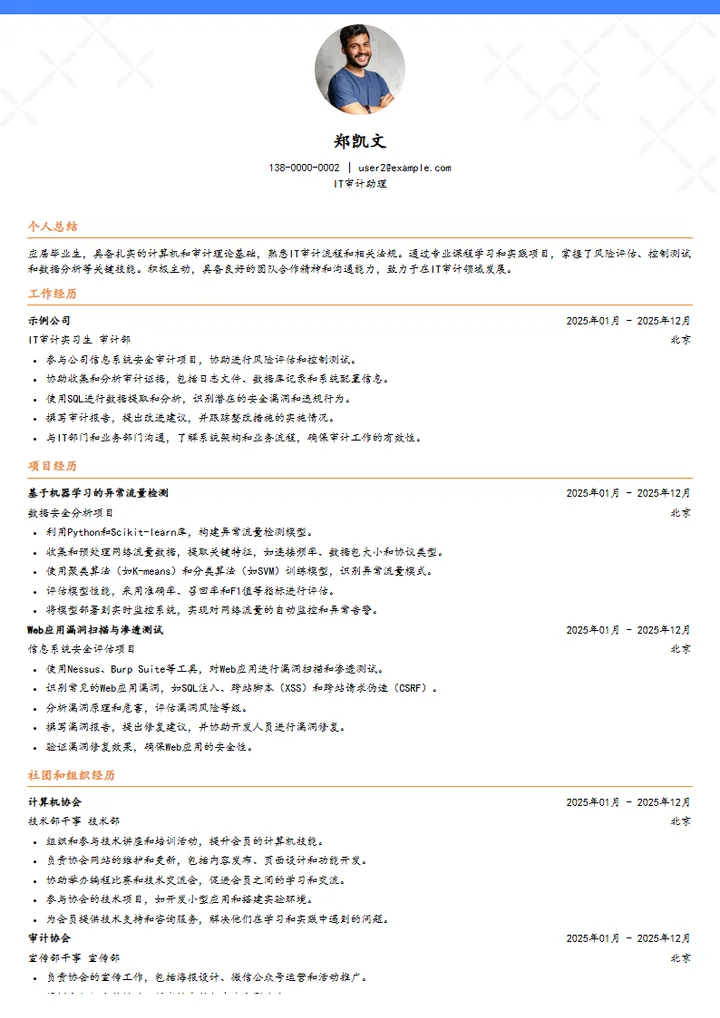 郑凯文
138-0000-0002 | user2@example.com
IT审计助理
个人总结
应届毕业生，具备扎实的计算机和审计理论基础，熟悉IT审计流程和相关法规。通过专业课程学习和实践项目，掌握了风险评估、控制测试
和数据分析等关键技能。积极主动，具备良好的团队合作精神和沟通能力，致力于在IT审计领域发展。
工作经历
示例公司 2025年01月 - 2025年12月
IT审计实习生 审计部 北京
• 参与公司信息系统安全审计项目，协助进行风险评估和控制测试。
• 协助收集和分析审计证据，包括日志文件、数据库记录和系统配置信息。
• 使用SQL进行数据提取和分析，识别潜在的安全漏洞和违规行为。
• 撰写审计报告，提出改进建议，并跟踪整改措施的实施情况。
• 与IT部门和业务部门沟通，了解系统架构和业务流程，确保审计工作的有效性。
项目经历
基于机器学习的异常流量检测 2025年01月 - 2025年12月
数据安全分析项目 北京
• 利用Python和Scikit-learn库，构建异常流量检测模型。
• 收集和预处理网络流量数据，提取关键特征，如连接频率、数据包大小和协议类型。
• 使用聚类算法（如K-means）和分类算法（如SVM）训练模型，识别异常流量模式。
• 评估模型性能，采用准确率、召回率和F1值等指标进行评估。
• 将模型部署到实时监控系统，实现对网络流量的自动监控和异常告警。
Web应用漏洞扫描与渗透测试 2025年01月 - 2025年12月
信息系统安全评估项目 北京
• 使用Nessus、Burp Suite等工具，对Web应用进行漏洞扫描和渗透测试。
• 识别常见的Web应用漏洞，如SQL注入、跨站脚本（XSS）和跨站请求伪造（CSRF）。
• 分析漏洞原理和危害，评估漏洞风险等级。
• 撰写漏洞报告，提出修复建议，并协助开发人员进行漏洞修复。
• 验证漏洞修复效果，确保Web应用的安全性。
社团和组织经历
计算机协会 2025年01月 - 2025年12月
技术部干事 技术部 北京
• 组织和参与技术讲座和培训活动，提升会员的计算机技能。
• 负责协会网站的维护和更新，包括内容发布、页面设计和功能开发。
• 协助举办编程比赛和技术交流会，促进会员之间的学习和交流。
• 参与协会的技术项目，如开发小型应用和搭建实验环境。
• 为会员提供技术支持和咨询服务，解决他们在学习和实践中遇到的问题。
审计协会 2025年01月 - 2025年12月
宣传部干事 宣传部 北京
• 负责协会的宣传工作，包括海报设计、微信公众号运营和活动推广。